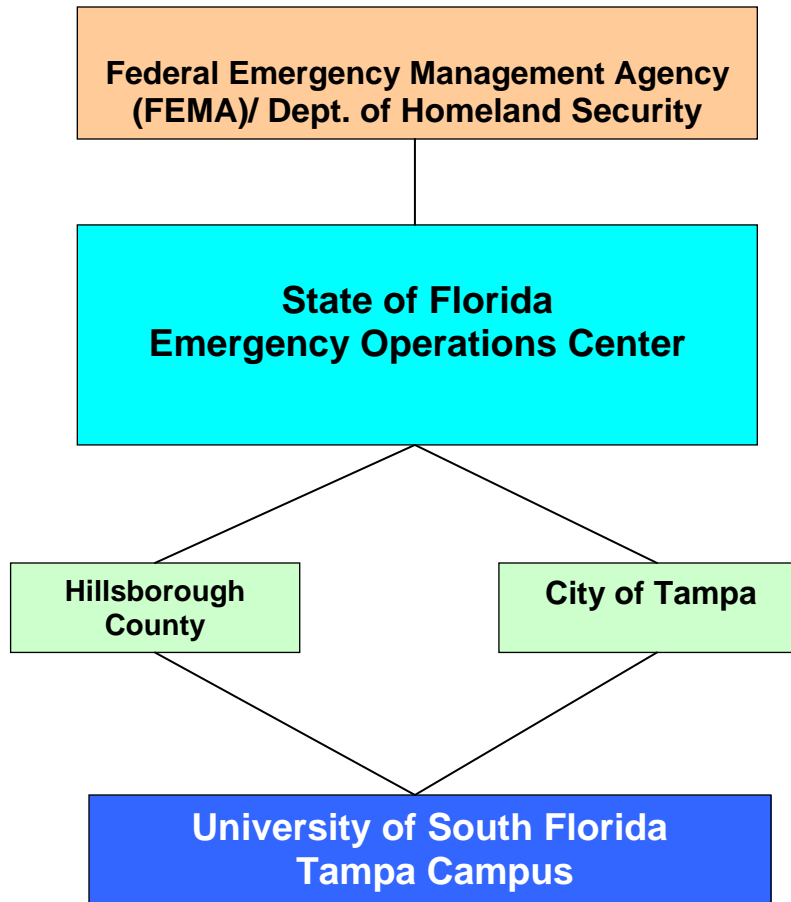 Federal Emergency Management Agency
(FEMA)/ Dept. of Homeland Security
State of Florida
Emergency Operations Center
Hillsborough
County
City of Tampa
University of South Florida
Tampa Campus